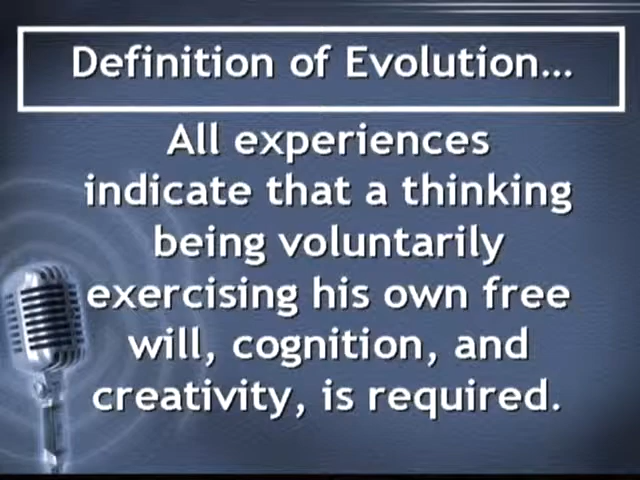 Definition of Evolution...
All experiences
indicate that a thinking
being voluntarily
exercising his own free
will, cognition, and
creativity, is required.